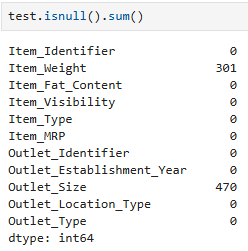 test.isnull().sum()
Item_Identifier 0
Item_Weight 301
Item_Fat_Content 0
Item_Visibility 0
Item_Type 0
Item_MRP 0
Outlet_Identifier 0
Outlet_Establishment_Year 0
Outlet_Size 470
Outlet_Location_Type 0
Outlet_Type 0
dtype: int64